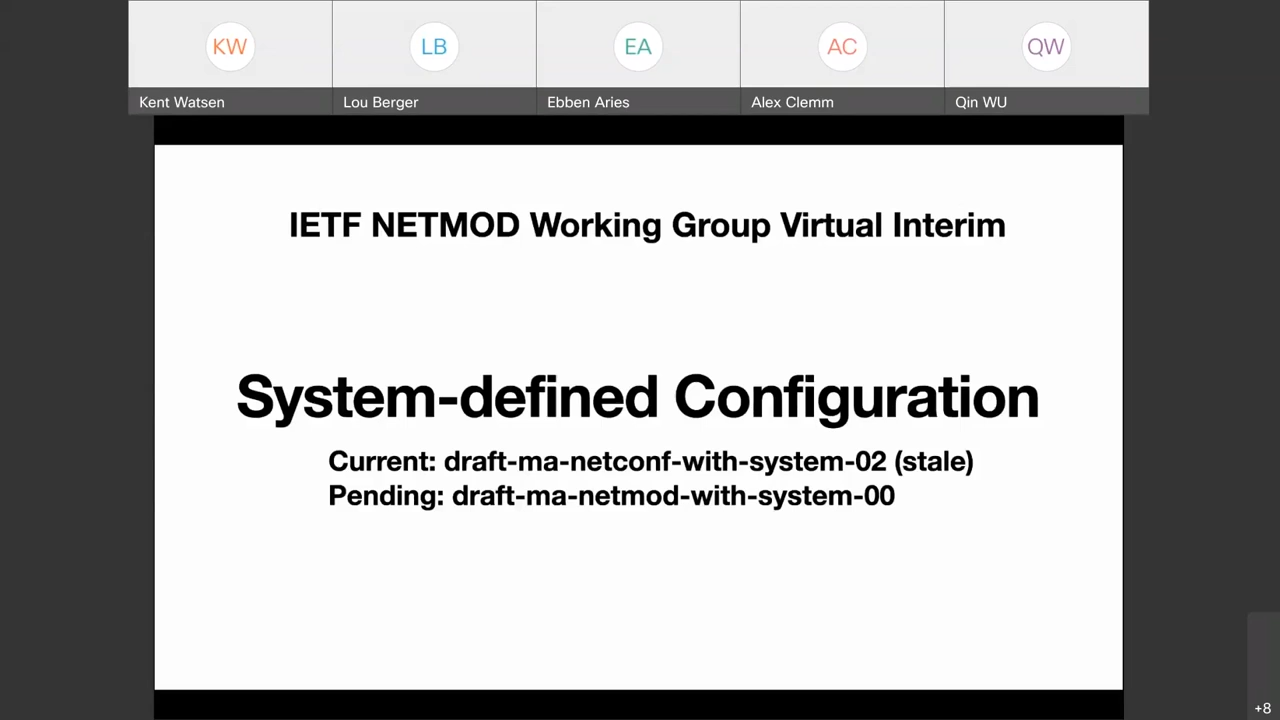 KW
LB
EA
AC
QW
Kent Watsen
Lou Berger
Ebben Aries
Alex Clemm
Qin WU
IETF NETMOD Working Group Virtual Interim
System-defined Configuration
Current: draft-ma-netconf-with-system-02 (stale)
Pending: draft-ma-netmod-with-system-00
+8